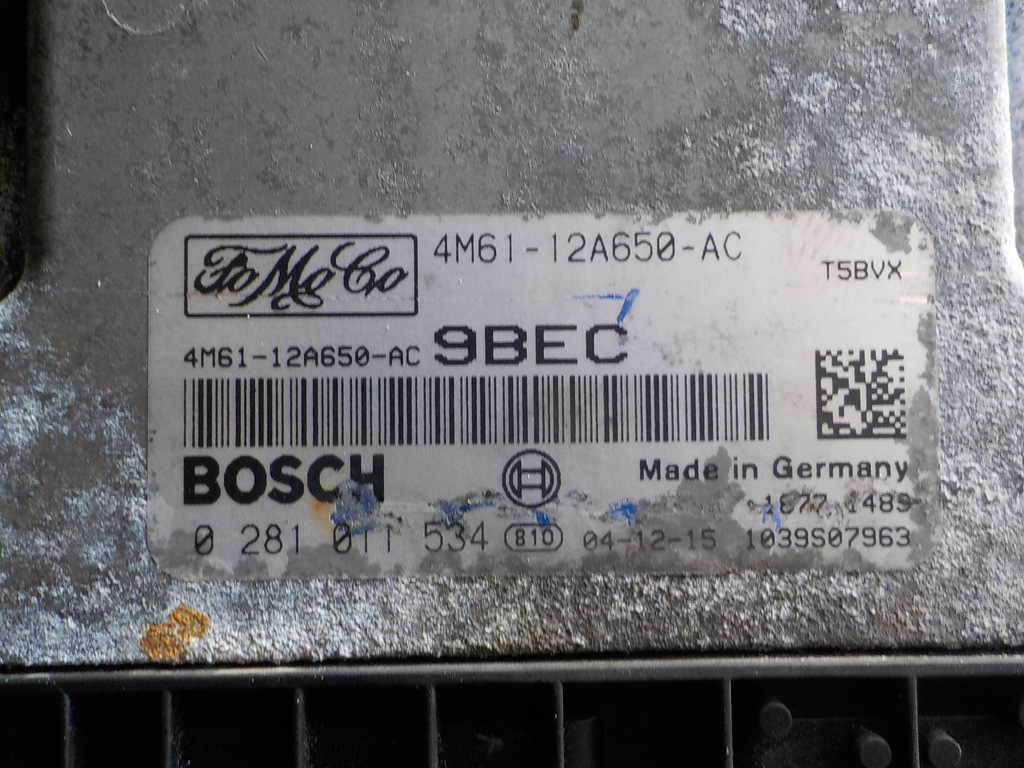 FoMoCo 4M61-12A650-AC
T5BVX
4M61-12A650-AC 9BEC
BOSCH
Made in Germany
1489
0 281 011 534 810 04-12-15 1039S07963